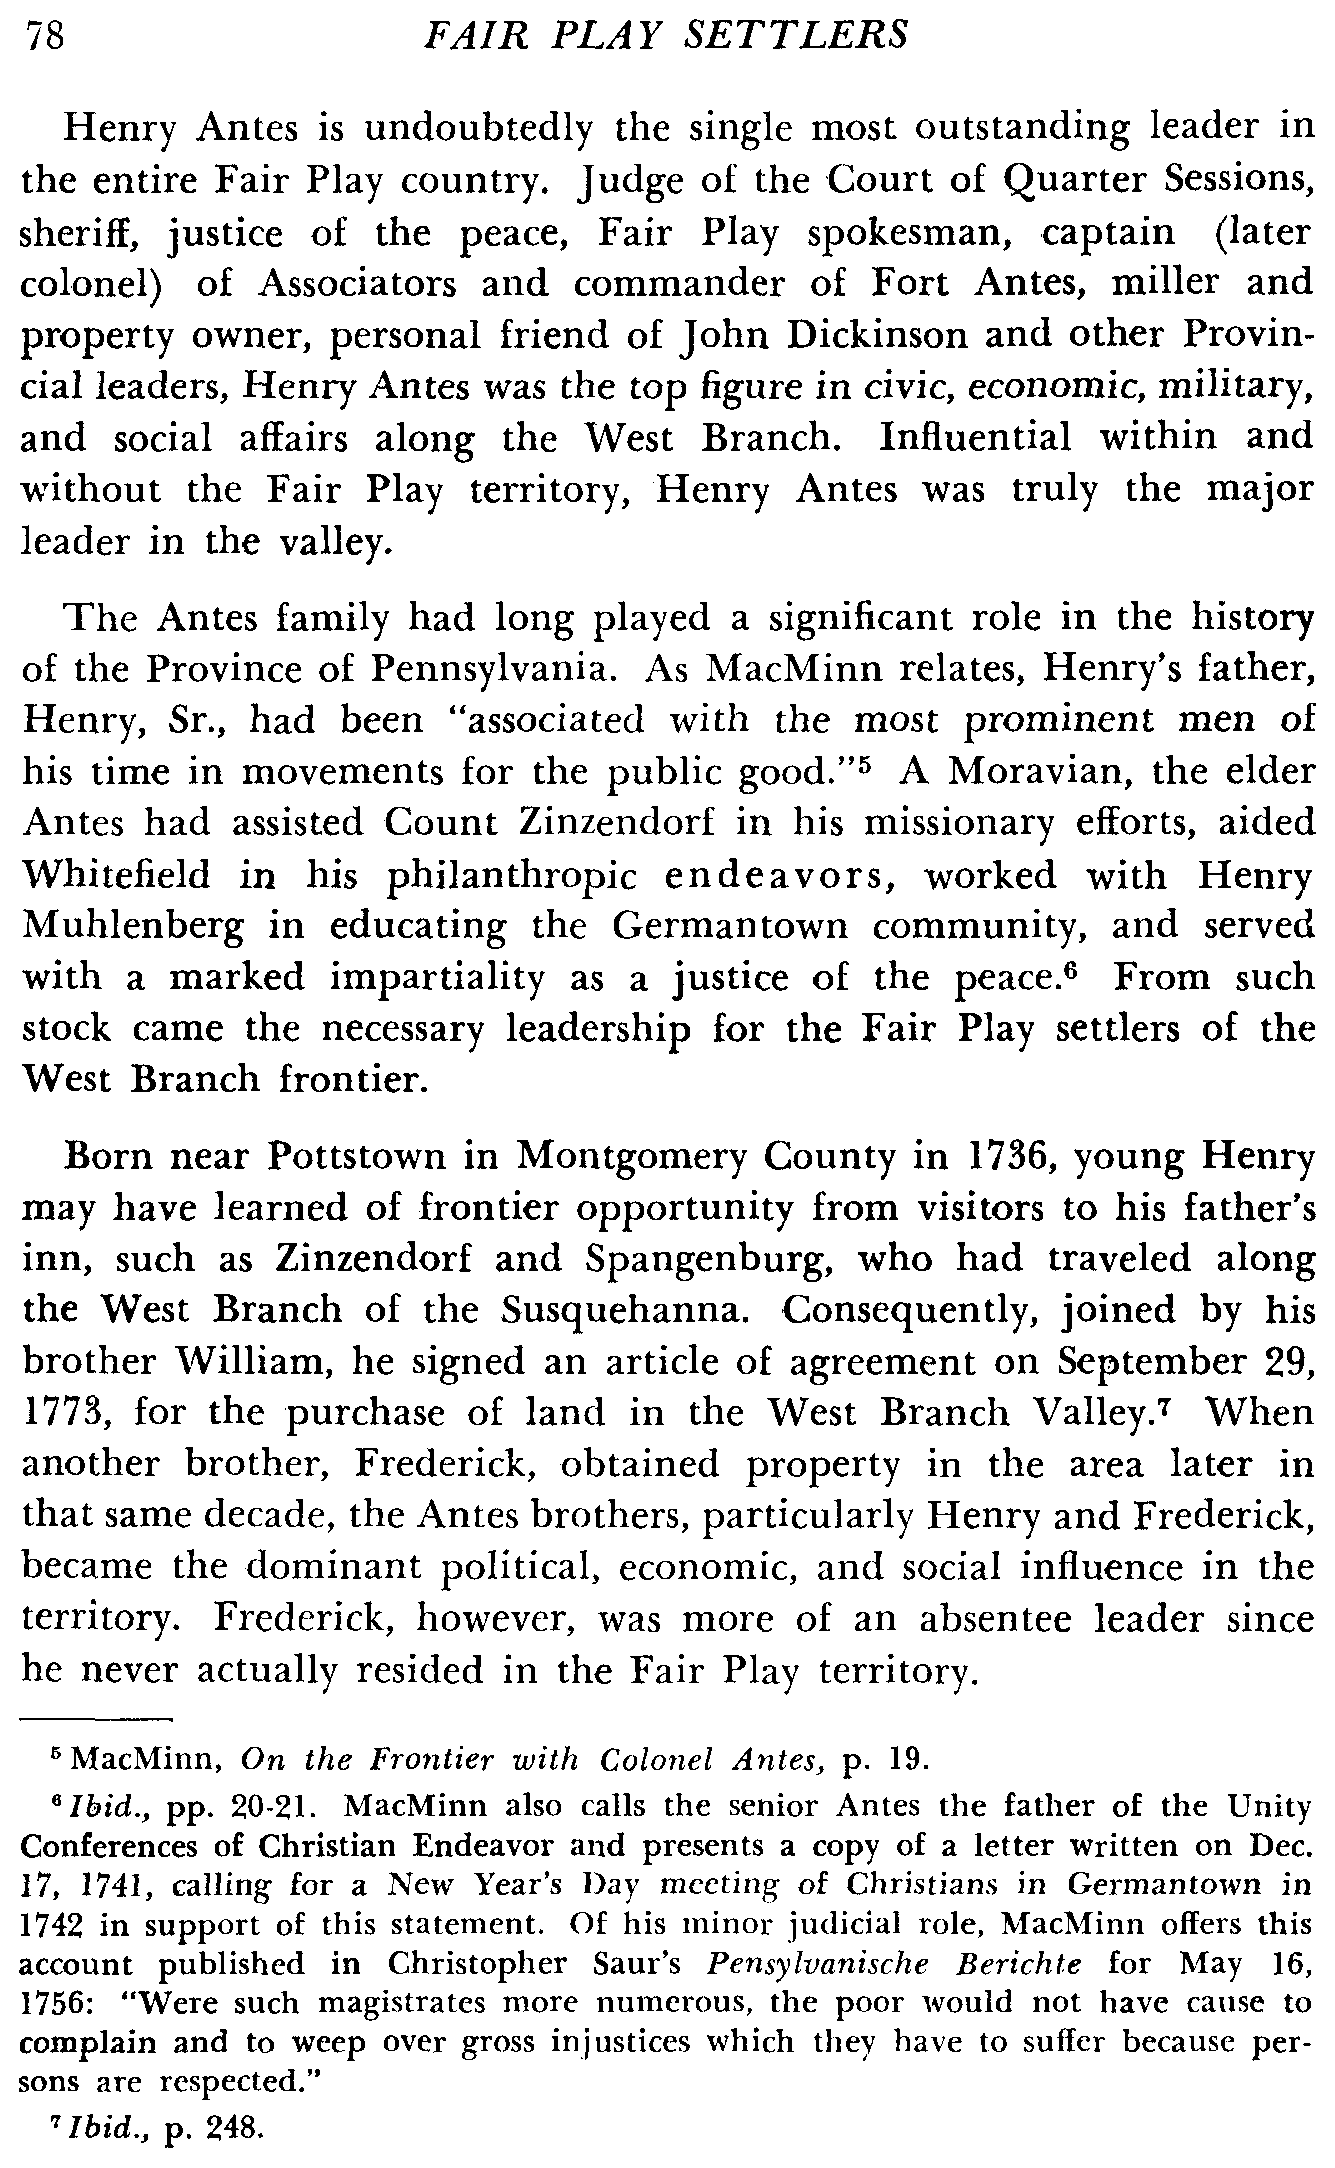 78 FAIR PLAY SETTLERS
Henry Antes is undoubtedly the single most outstanding leader in
the entire Fair Play country. Judge of the Court of Quarter Sessions,
sheriff, justice of the peace, Fair Play spokesman, captain (later
colonel) of Associators and commander of Fort Antes, miller and
property owner, personal friend of John Dickinson and other Provin-
cial leaders, Henry Antes was the top figure in civic, economic, military,
and social affairs along the West Branch. Influential within and
without the Fair Play territory, Henry Antes was truly the major
leader in the valley.
The Antes family had long played a significant role in the history
of the Province of Pennsylvania. As MacMinn relates, Henry's father,
Henry, Sr., had been "associated with the most prominent men of
his time in movements for the public good."⁵ A Moravian, the elder
Antes had assisted Count Zinzendorf in his missionary efforts, aided
Whitefield in his philanthropic endeavors, worked with Henry
Muhlenberg in educating the Germantown community, and served
with a marked impartiality as a justice of the peace.⁶ From such
stock came the necessary leadership for the Fair Play settlers of the
West Branch frontier.
Born near Pottstown in Montgomery County in 1736, young Henry
may have learned of frontier opportunity from visitors to his father's
inn, such as Zinzendorf and Spangenburg, who had traveled along
the West Branch of the Susquehanna. Consequently, joined by his
brother William, he signed an article of agreement on September 29,
1773, for the purchase of land in the West Branch Valley.⁷ When
another brother, Frederick, obtained property in the area later in
that same decade, the Antes brothers, particularly Henry and Frederick,
became the dominant political, economic, and social influence in the
territory. Frederick, however, was more of an absentee leader since
he never actually resided in the Fair Play territory.
⁵ MacMinn, On the Frontier with Colonel Antes, p. 19.
⁶ Ibid., pp. 20-21. MacMinn also calls the senior Antes the father of the Unity
Conferences of Christian Endeavor and presents a copy of a letter written on Dec.
17, 1741, calling for a New Year's Day meeting of Christians in Germantown in
1742 in support of this statement. Of his minor judicial role, MacMinn offers this
account published in Christopher Saur's Pensylvanische Berichte for May 16,
1756: "Were such magistrates more numerous, the poor would not have cause to
complain and to weep over gross injustices which they have to suffer because per-
sons are respected."
⁷ Ibid., p. 248.